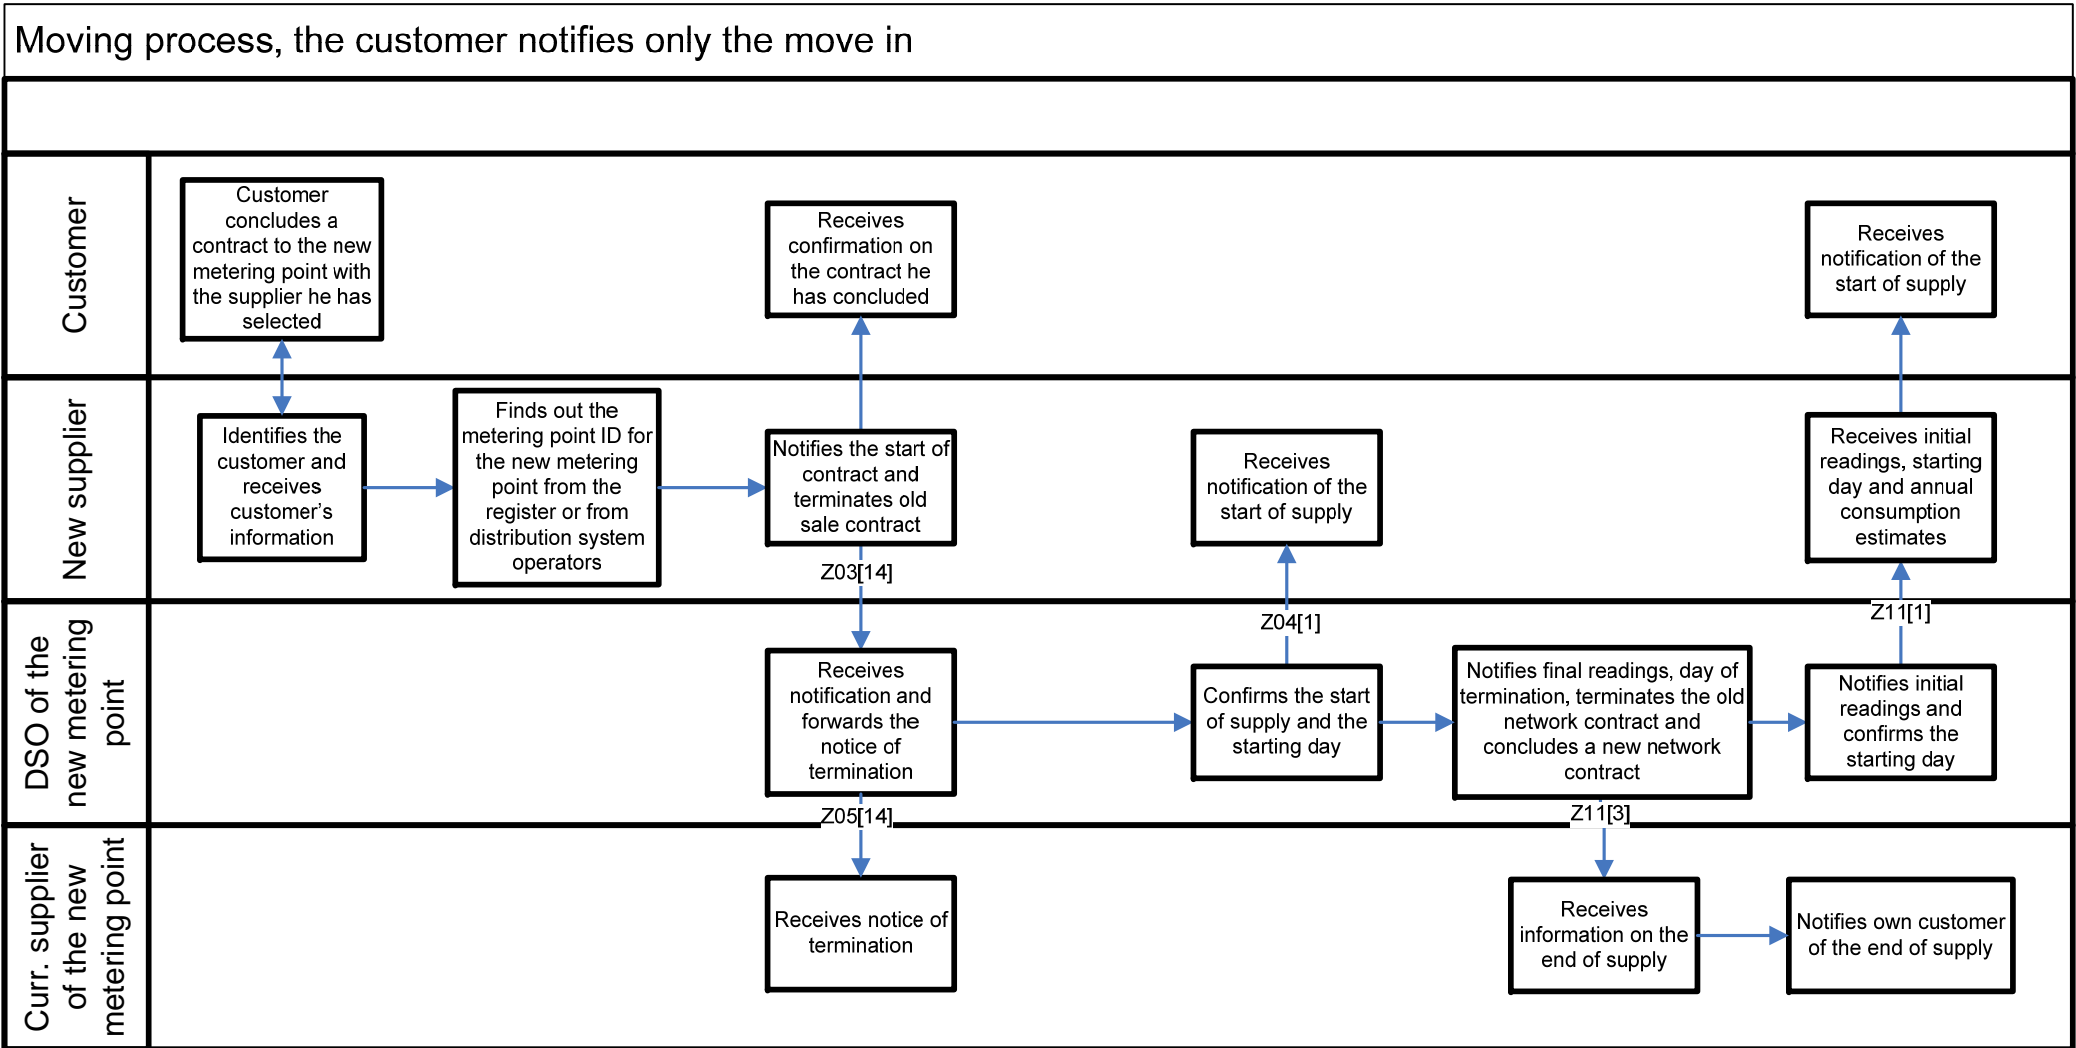 Moving process, the customer notifies only the move in
Customer
Customer
concludes a
contract to the new
metering point with
the supplier he has
selected
Receives
confirmation on
the contract he
has concluded
Receives
notification of the
start of supply
New supplier
Identifies the
customer and
receives
customer’s
information
Finds out the
metering point ID for
the new metering
point from the
register or from
distribution system
operators
Notifies the start of
contract and
terminates old
sale contract
Receives
notification of the
start of supply
Receives initial
readings, starting
day and annual
consumption
estimates
Z03[14]
Z04[1]
Z11[1]
DSO of the
new metering
point
Receives
notification and
forwards the
notice of
termination
Confirms the start
of supply and the
starting day
Notifies final readings, day of
termination, terminates the old
network contract and
concludes a new network
contract
Notifies initial
readings and
confirms the
starting day
Z05[14]
Z11[3]
Curr. supplier
of the new
metering point
Receives notice of
termination
Receives
information on the
end of supply
Notifies own customer
of the end of supply